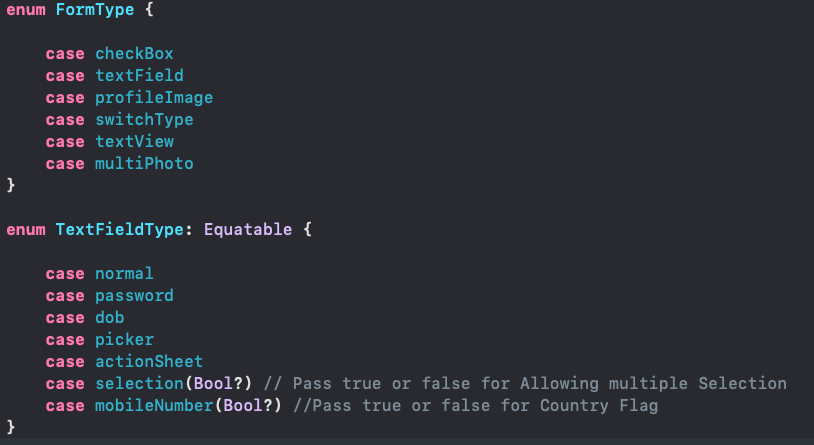 enum FormType {
case checkBox
case textField
case profileImage
case switchType
case textView
case multiPhoto
}
enum TextFieldType: Equatable {
case normal
case password
case dob
case picker
case actionSheet
case selection(Bool?) // Pass true or false for Allowing multiple Selection
case mobileNumber(Bool?) //Pass true or false for Country Flag
}